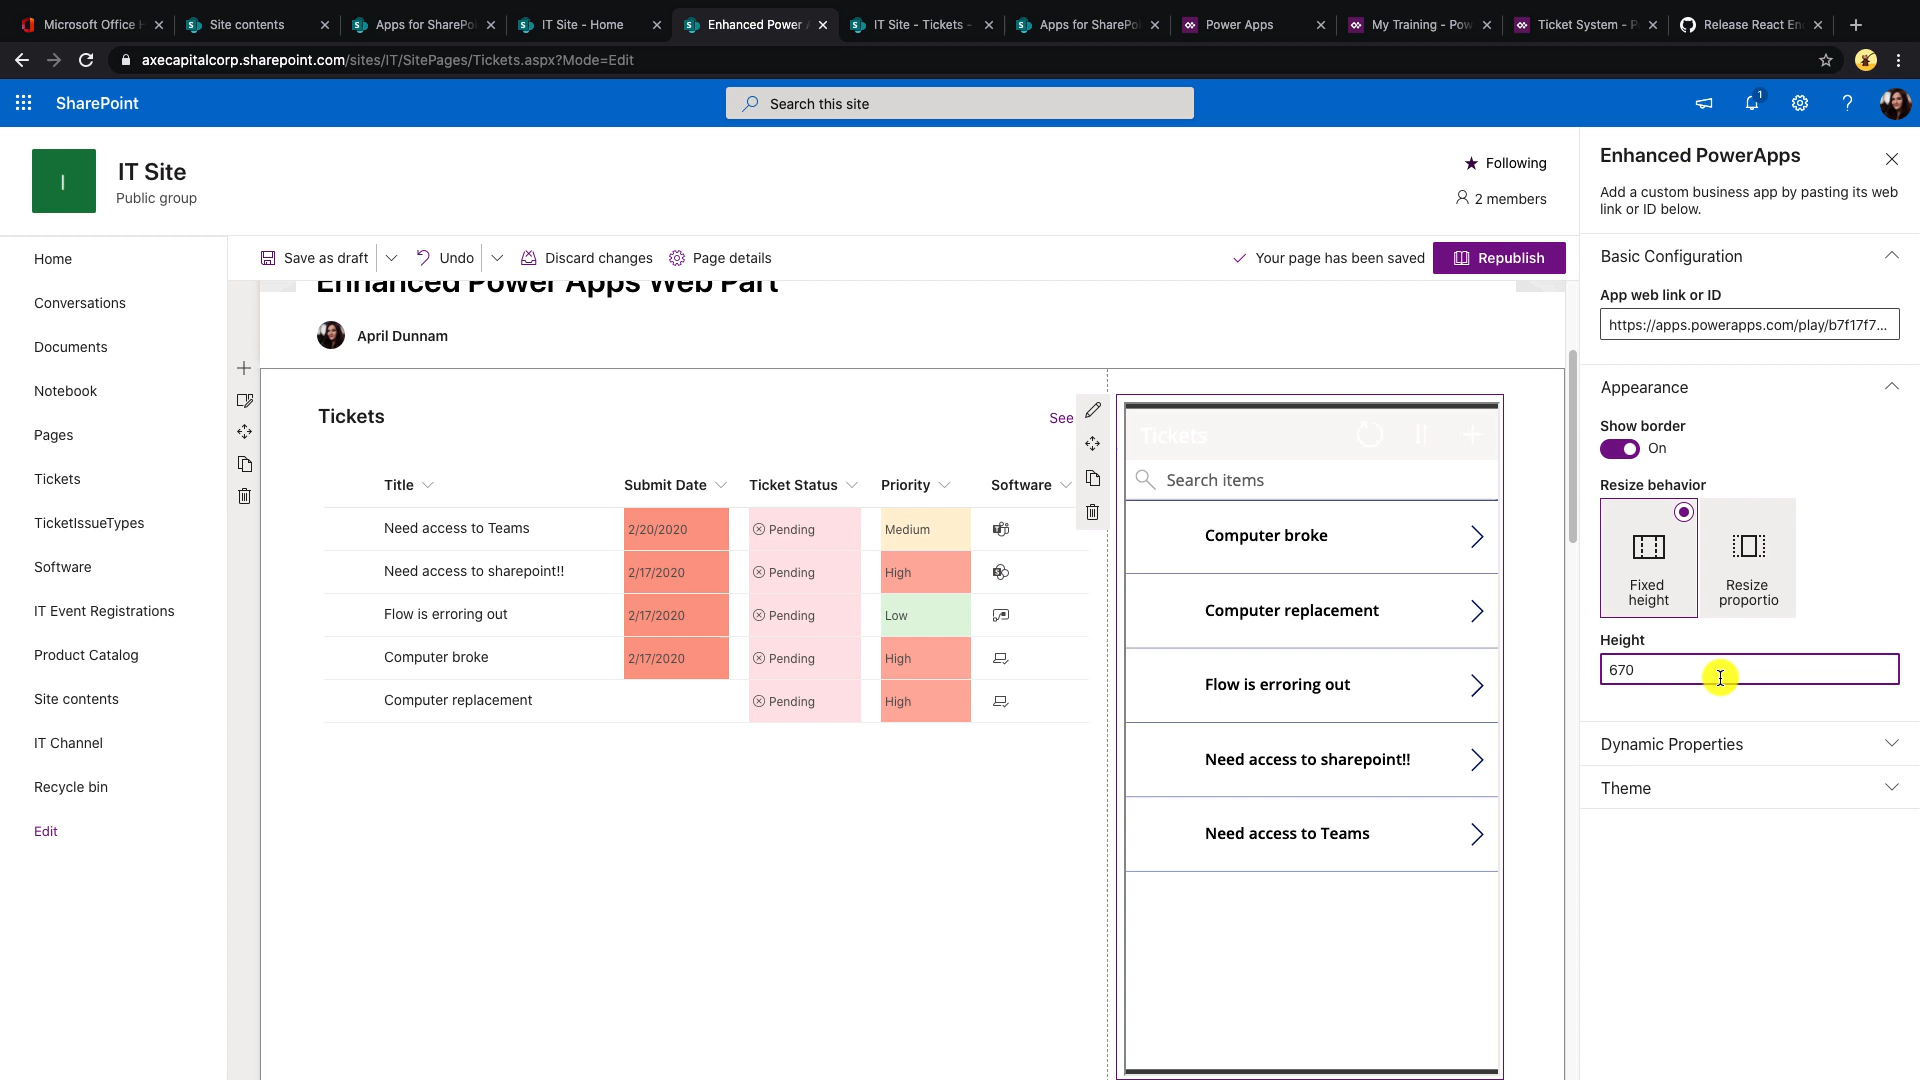 Microsoft Office H
Site contents
Apps for SharePoi
IT Site - Home
Enhanced Power A
IT Site - Tickets -
Apps for SharePoi
Power Apps
My Training - Pow
Ticket System - P
Release React En
axecapitalcorp.sharepoint.com/sites/IT/SitePages/Tickets.aspx?Mode=Edit
SharePoint
Search this site
1
?
I
IT Site
Public group
Following
2 members
Home
Conversations
Documents
Notebook
Pages
Tickets
TicketIssueTypes
Software
IT Event Registrations
Product Catalog
Site contents
IT Channel
Recycle bin
Edit
Save as draft
Undo
Discard changes
Page details
Your page has been saved
Republish
Enhanced Power Apps Web Part
April Dunnam
Tickets
See
Title Submit Date Ticket Status Priority Software
Need access to Teams 2/20/2020 Pending Medium
Need access to sharepoint!! 2/17/2020 Pending High
Flow is erroring out 2/17/2020 Pending Low
Computer broke 2/17/2020 Pending High
Computer replacement Pending High
Tickets
Search items
Computer broke
Computer replacement
Flow is erroring out
Need access to sharepoint!!
Need access to Teams
Enhanced PowerApps
Add a custom business app by pasting its web
link or ID below.
Basic Configuration
App web link or ID
https://apps.powerapps.com/play/b7f17f7...
Appearance
Show border
On
Resize behavior
Fixed
height
Resize
proportio
Height
670
Dynamic Properties
Theme